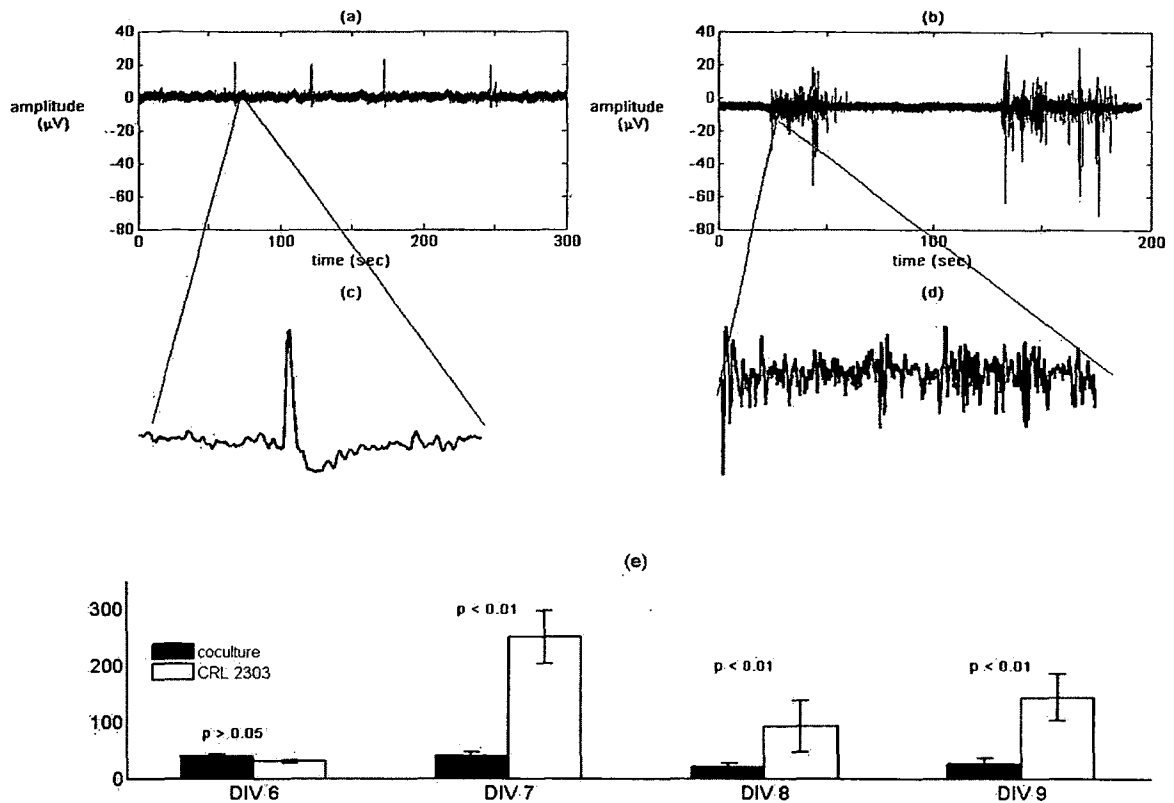 (a)
40
20
0
-20
-40
-60
-80
amplitude
(µV)
0
100
200
300
time (sec)
(b)
40
20
0
-20
-40
-60
-80
amplitude
(µV)
0
100
200
time (sec)
(c)
(d)
(e)
300
200
100
0
coculture
CRL 2303
p > 0.05
p < 0.01
p < 0.01
p < 0.01
DIV 6
DIV 7
DIV 8
DIV 9